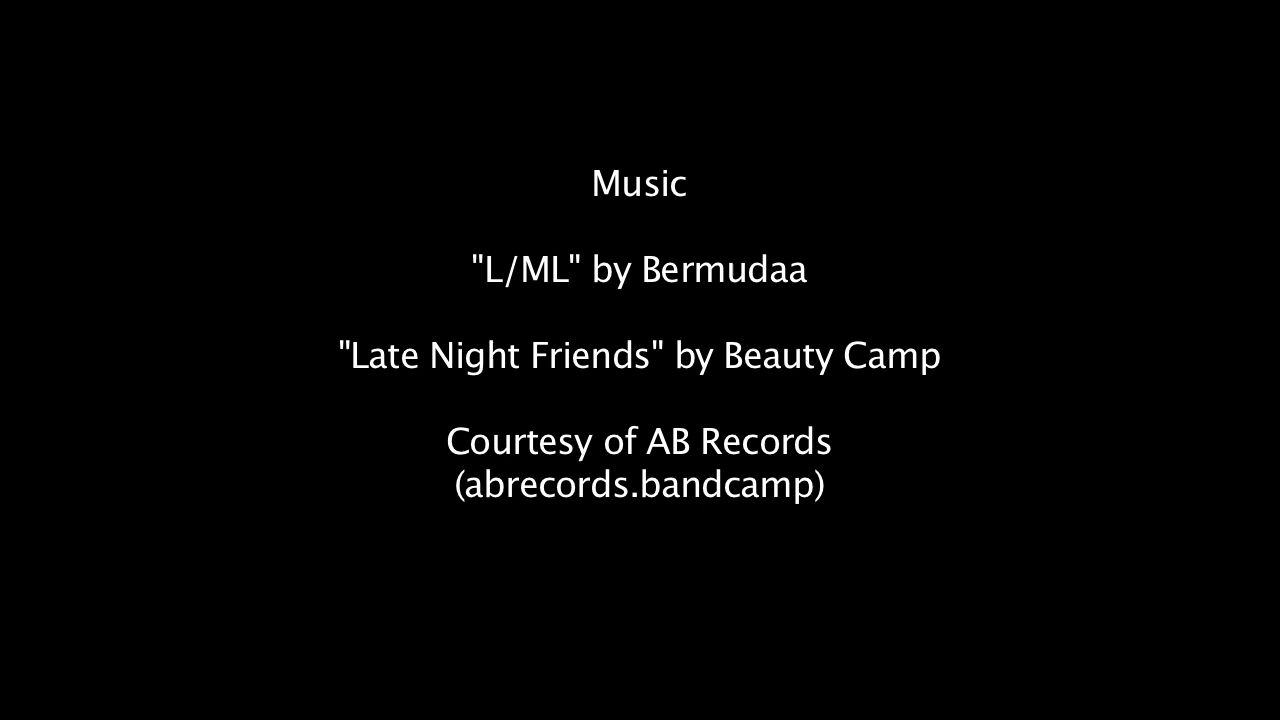 Music
"L/ML" by Bermudaa
"Late Night Friends" by Beauty Camp
Courtesy of AB Records
(abrecords.bandcamp)